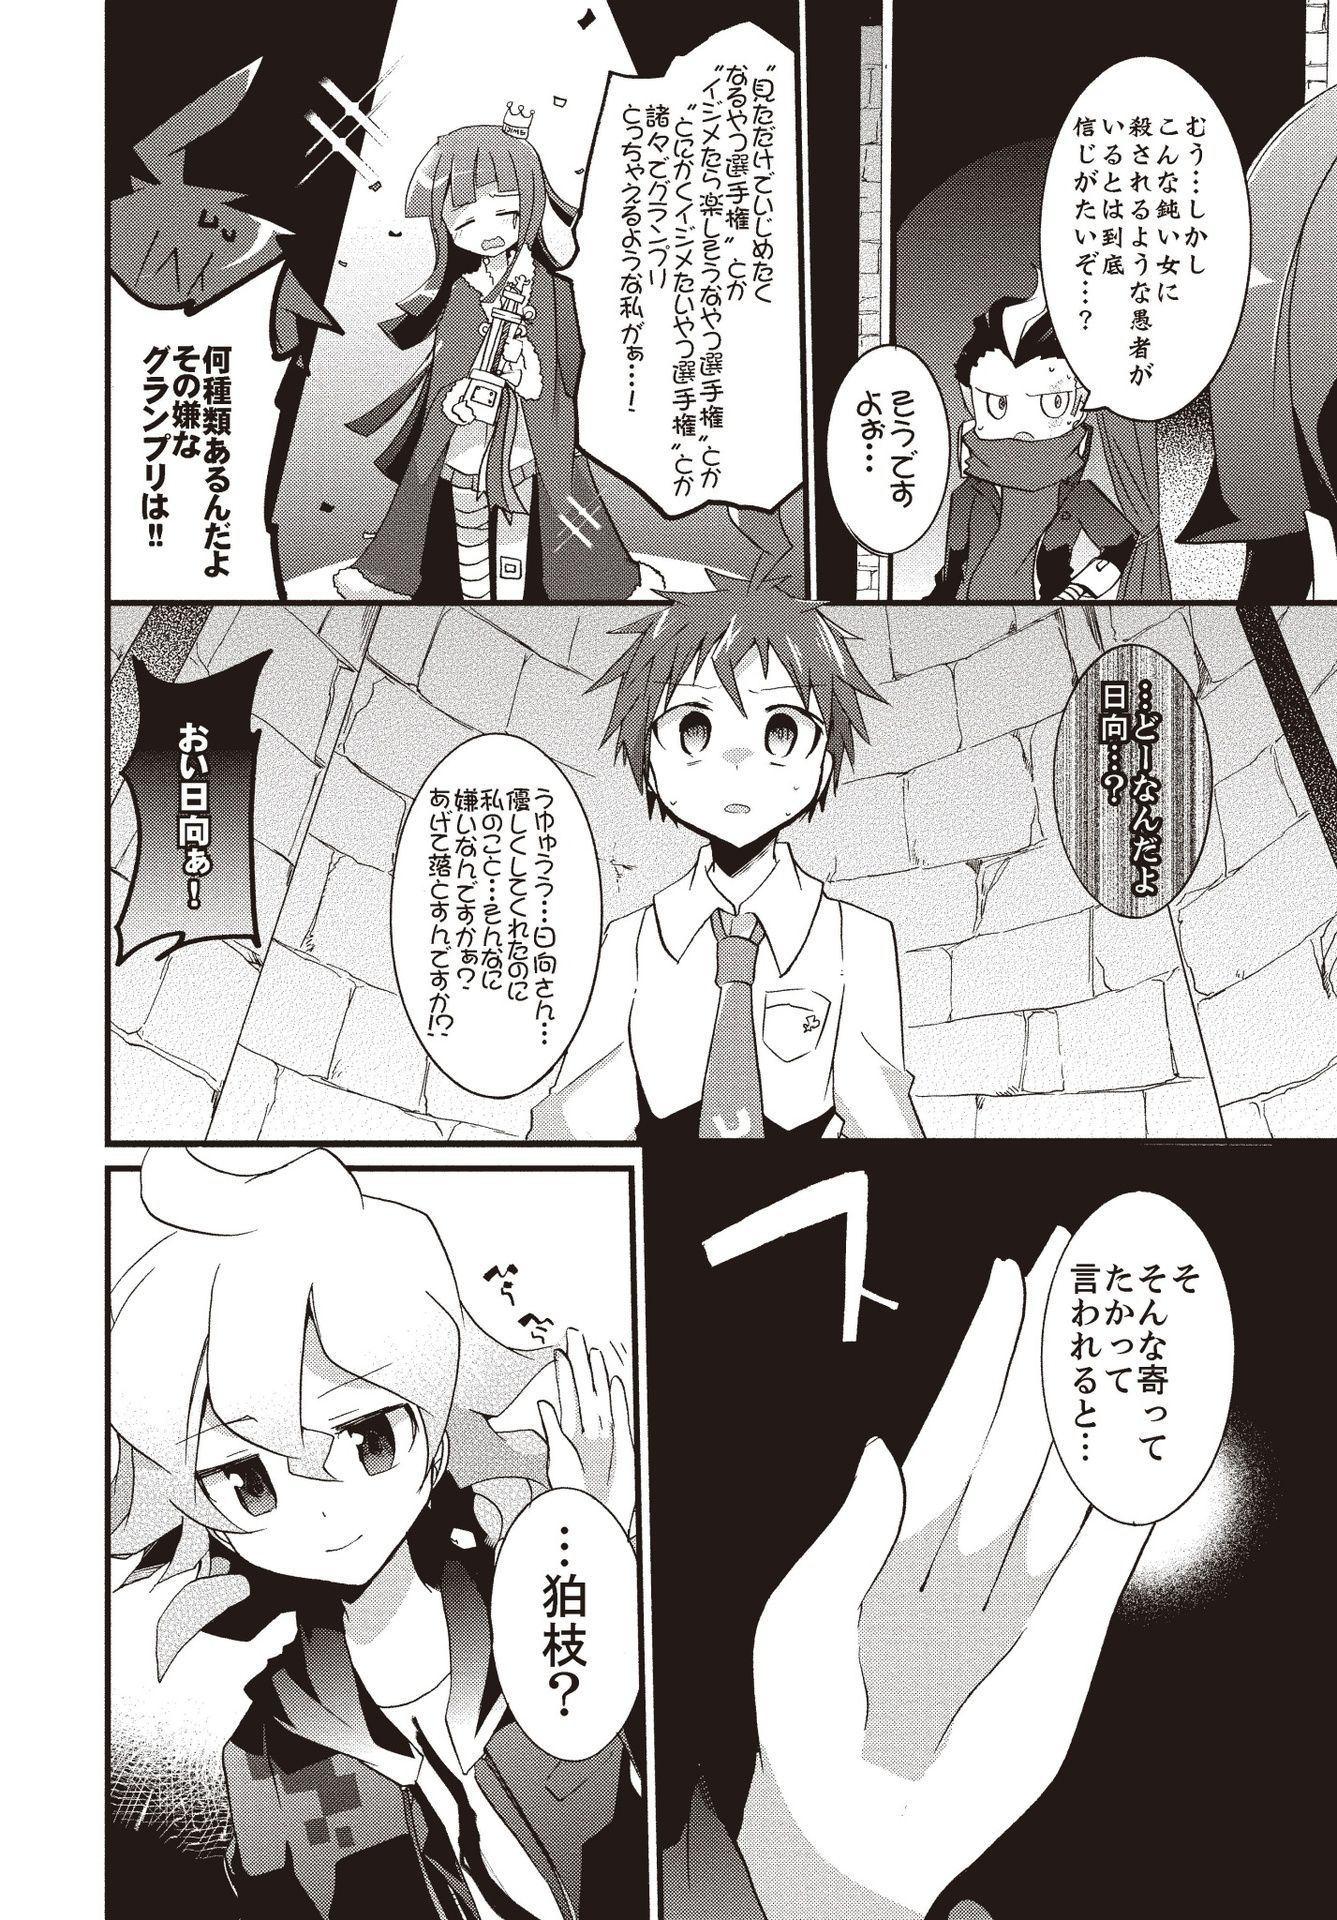 むう…しかし
こんな鈍い女に
殺されるような愚者が
いるとは到底
信じがたいぞ…？
そうです
よぉ…
"見ただけでいじめたく
なるやつ選手権"とか
"イジメたら楽しそうなやつ選手権"とか
"とにかくイジメたいやつ選手権"とか
諸々でグランプリ
とっちゃえるような私がぁ……！
何種類あるんだよ
その嫌な
グランプリは!!
…どーなんだよ
日向…？
うゆゅうう…日向さん…
優しくしてくれたのに
私のこと…そんなに
嫌いなんですかぁ？
あげて落とすんですか!?
おい日向ぁ！
そ
そんな寄って
たかって
言われると…
ス
…狛枝？